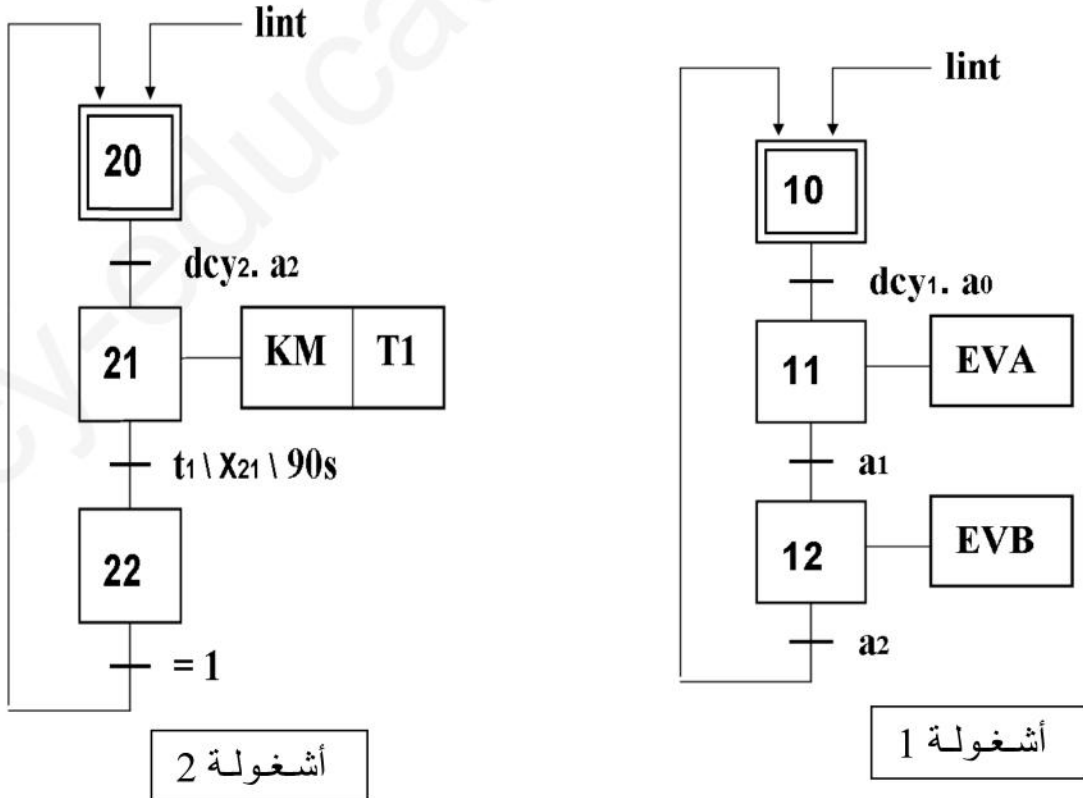 lint
20
dcy2. a2
21
KM T1
t1 \ X21 \ 90s
22
= 1
أشغولة 2
lint
10
dcy1. a0
11
EVA
a1
12
EVB
a2
أشغولة 1